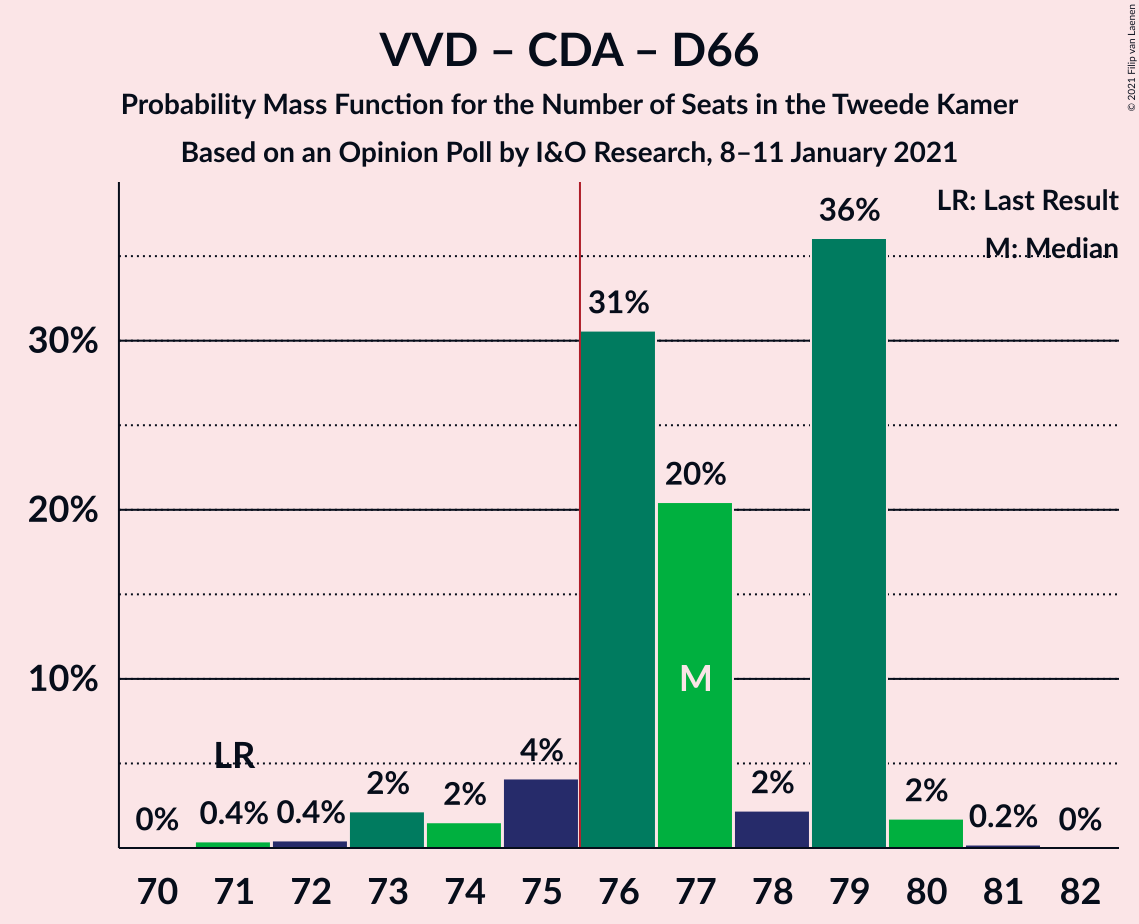 VVD – CDA – D66
Probability Mass Function for the Number of Seats in the Tweede Kamer
Based on an Opinion Poll by I&O Research, 8–11 January 2021
© 2021 Filip van Laenen
LR: Last Result
M: Median
36%
31%
30%
20%
20%
M
10%
LR
4%
2%
2%
2%
2%
0%
0.4%
0.4%
0.2%
0%
70 71 72 73 74 75 76 77 78 79 80 81 82